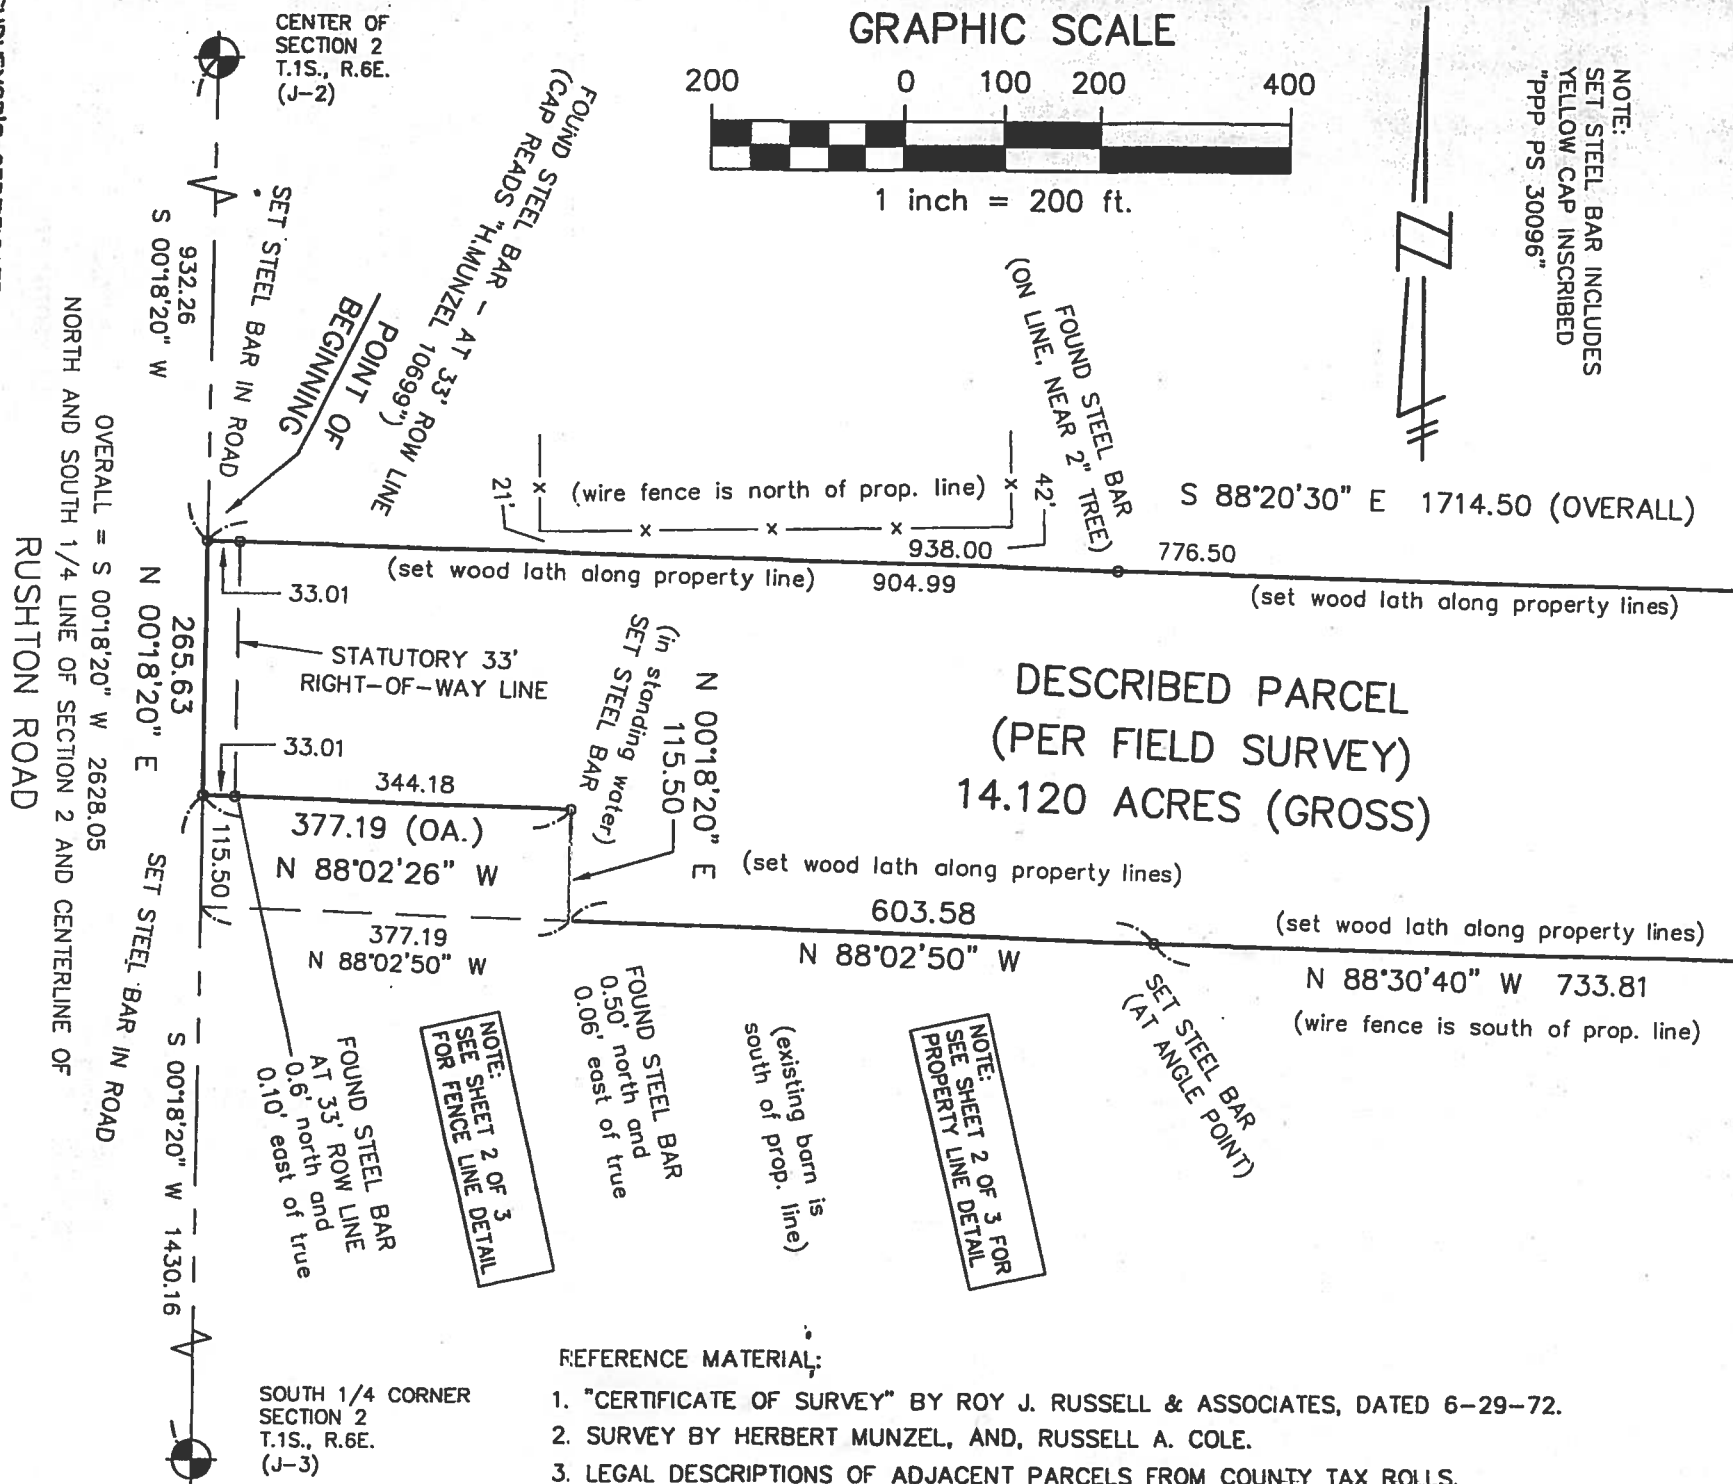 CENTER OF
SECTION 2
T.1S., R.6E.
(J-2)
GRAPHIC SCALE
200 0 100 200 400
1 inch = 200 ft.
NOTE:
SET STEEL BAR INCLUDES
YELLOW CAP INSCRIBED
"PPP PS 30096"
FOUND STEEL BAR - AT 33' ROW LINE
(CAP READS "H.MUNZEL 10699")
SET STEEL BAR IN ROAD
932.26
S 00°18'20" W
POINT OF
BEGINNING
FOUND STEEL BAR
(ON LINE, NEAR 2" TREE)
21'
(wire fence is north of prop. line)
42'
S 88°20'30" E 1714.50 (OVERALL)
938.00
776.50
(set wood lath along property line)
904.99
(set wood lath along property lines)
33.01
STATUTORY 33'
RIGHT-OF-WAY LINE
265.63
N 00°18'20" E
OVERALL = S 00°18'20" W 2628.05
NORTH AND SOUTH 1/4 LINE OF SECTION 2 AND CENTERLINE OF
RUSHTON ROAD
(in standing water)
SET STEEL BAR
N 00°18'20" E
115.50
DESCRIBED PARCEL
(PER FIELD SURVEY)
14.120 ACRES (GROSS)
33.01
344.18
377.19 (OA.)
N 88°02'26" W
115.50
(set wood lath along property lines)
603.58
N 88°02'50" W
377.19
N 88°02'50" W
(set wood lath along property lines)
N 88°30'40" W 733.81
(wire fence is south of prop. line)
SET STEEL BAR
(AT ANGLE POINT)
SET STEEL BAR IN ROAD
S 00°18'20" W 1430.16
FOUND STEEL BAR
AT 33' ROW LINE
0.6' north and
0.10' east of true
NOTE:
SEE SHEET 2 OF 3
FOR FENCE LINE DETAIL
FOUND STEEL BAR
0.50' north and
0.06' east of true
(existing barn is
south of prop. line)
NOTE:
SEE SHEET 2 OF 3 FOR
PROPERTY LINE DETAIL
SOUTH 1/4 CORNER
SECTION 2
T.1S., R.6E.
(J-3)
REFERENCE MATERIAL:
1. "CERTIFICATE OF SURVEY" BY ROY J. RUSSELL & ASSOCIATES, DATED 6-29-72.
2. SURVEY BY HERBERT MUNZEL, AND, RUSSELL A. COLE.
3. LEGAL DESCRIPTIONS OF ADJACENT PARCELS FROM COUNTY TAX ROLLS.